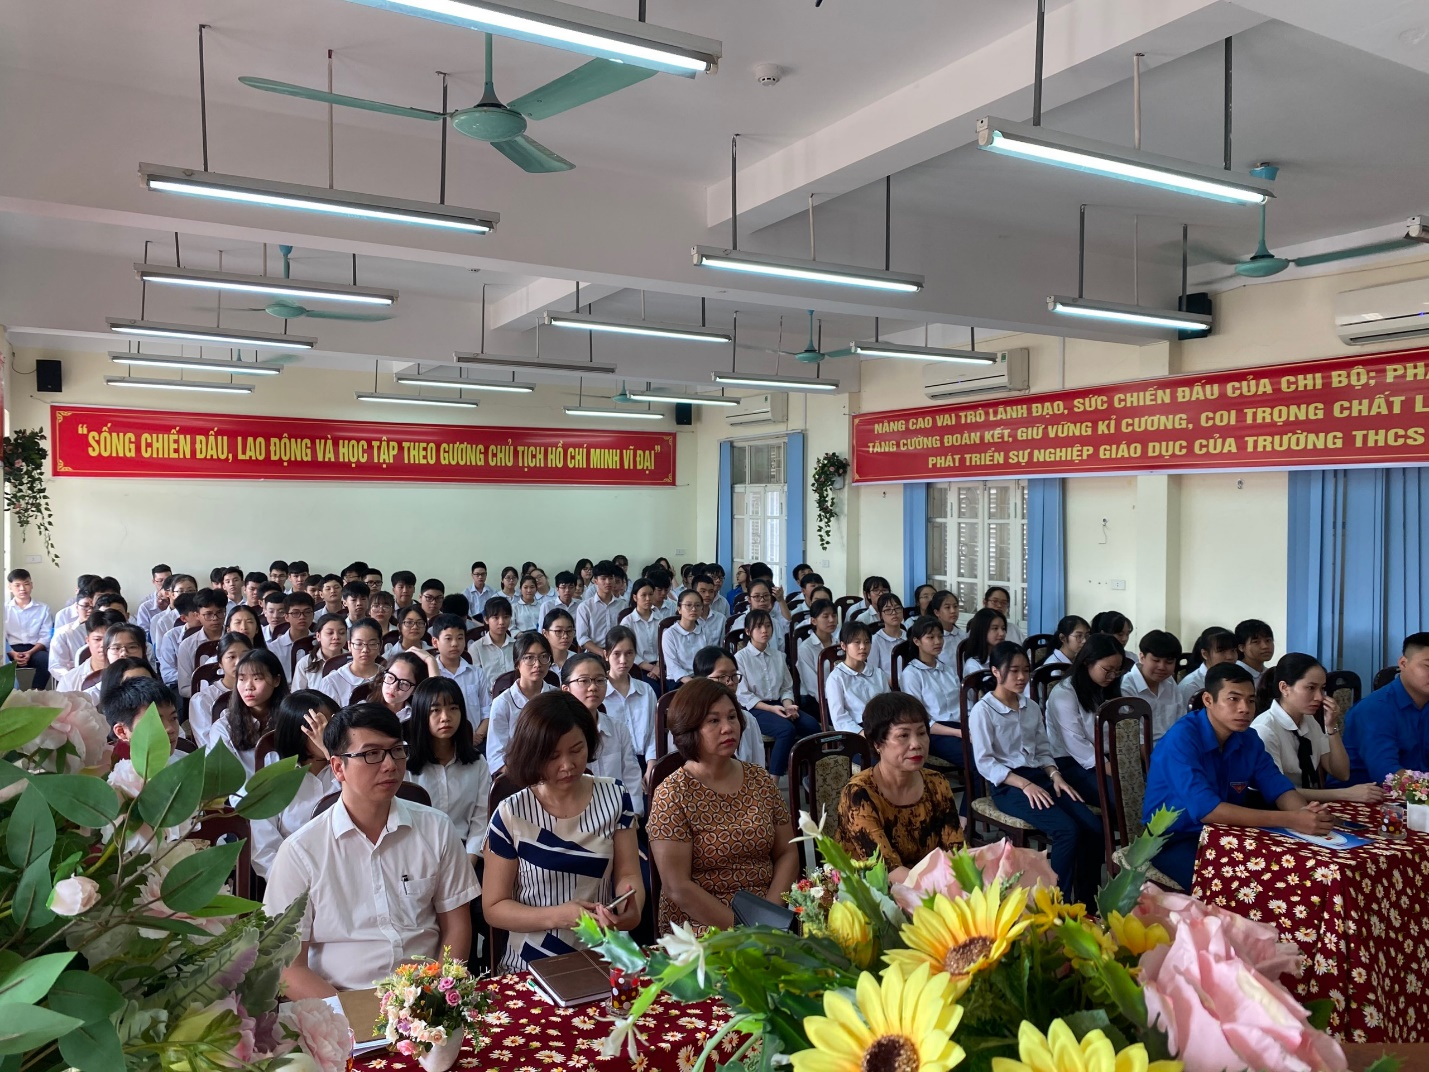 "SỐNG CHIẾN ĐẤU, LAO ĐỘNG VÀ HỌC TẬP THEO GƯƠNG CHỦ TỊCH HỒ CHÍ MINH VĨ ĐẠI"
NÂNG CAO VAI TRÒ LÃNH ĐẠO, SỨC CHIẾN ĐẤU CỦA CHI BỘ; PHÁ
TĂNG CƯỜNG ĐOÀN KẾT, GIỮ VỮNG KỈ CƯƠNG, COI TRỌNG CHẤT L
PHÁT TRIỂN SỰ NGHIỆP GIÁO DỤC CỦA TRƯỜNG THCS